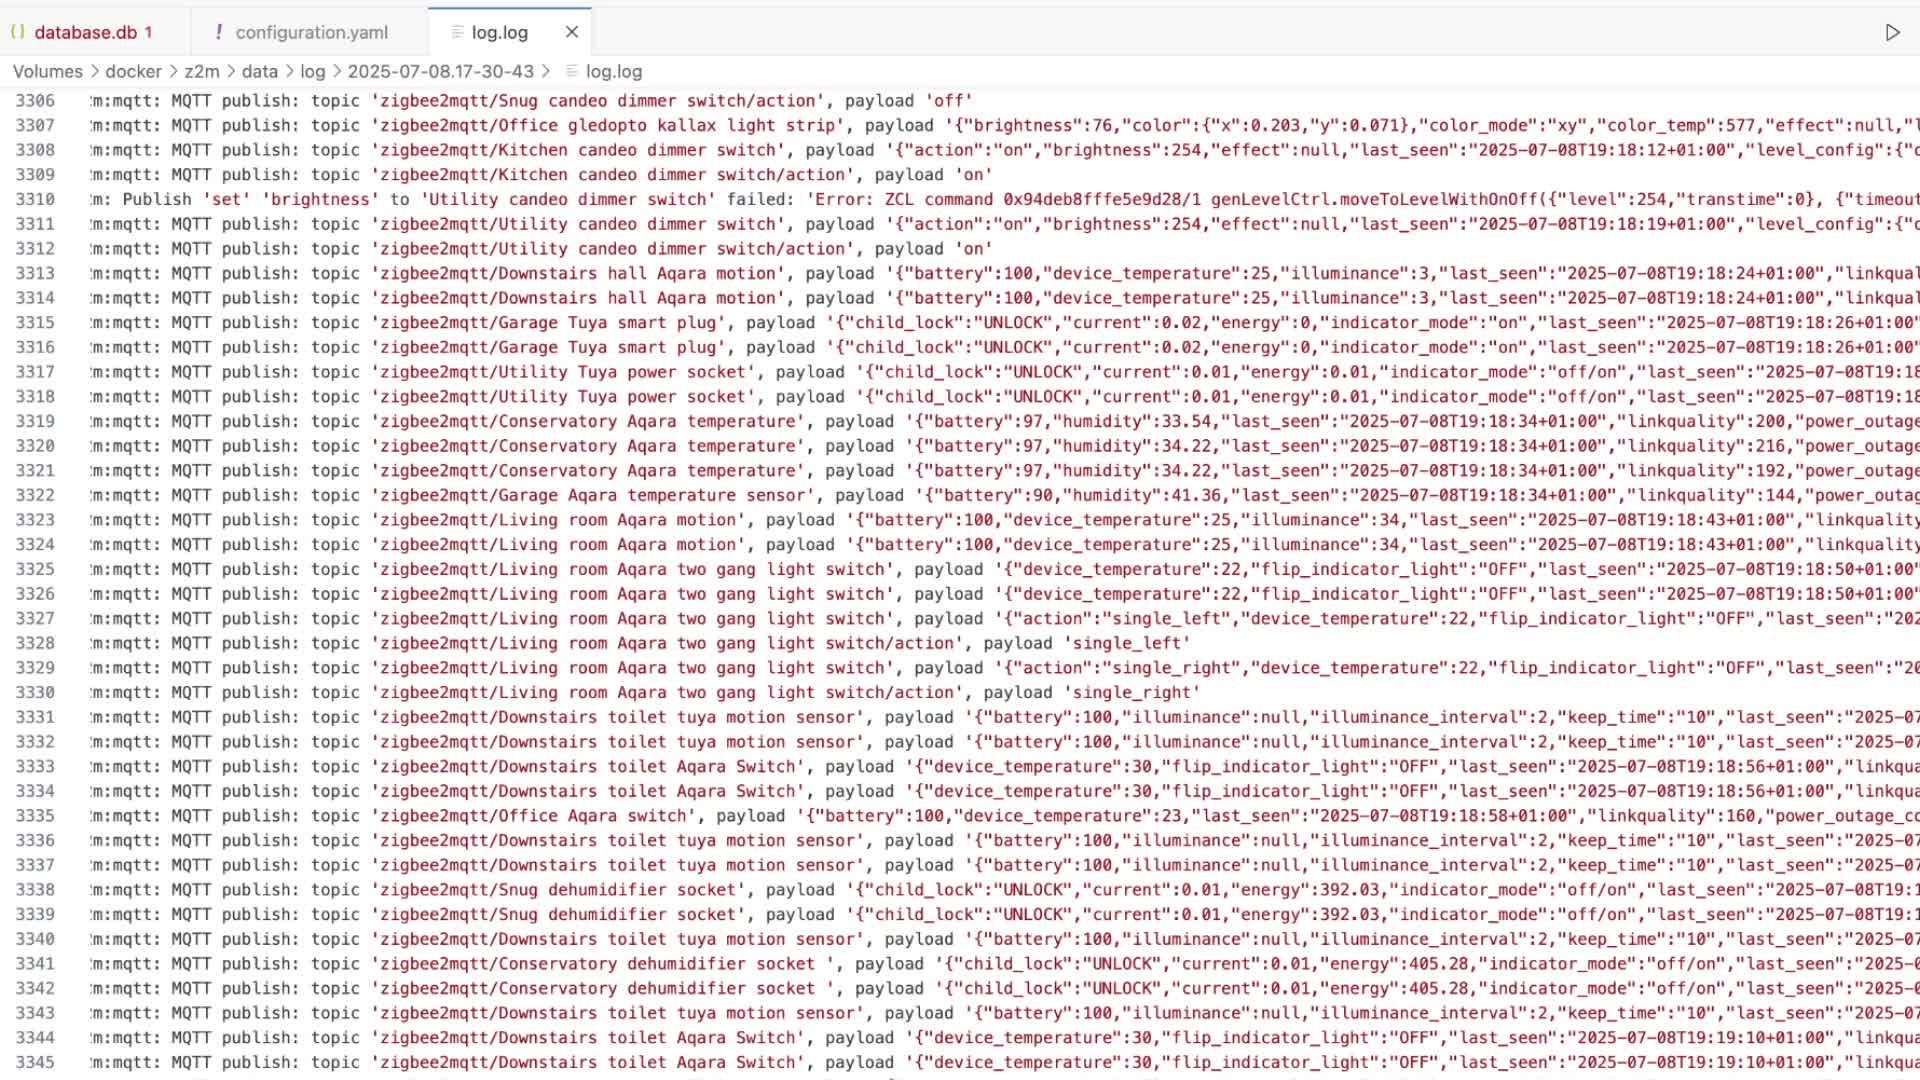 {} database.db 1
! configuration.yaml
log.log ×
Volumes > docker > z2m > data > log > 2025-07-08.17-30-43 > log.log
3306 m:mqtt: MQTT publish: topic 'zigbee2mqtt/Snug candeo dimmer switch/action', payload 'off'
3307 m:mqtt: MQTT publish: topic 'zigbee2mqtt/Office gledopto kallax light strip', payload '{"brightness":76,"color":{"x":0.203,"y":0.071},"color_mode":"xy","color_temp":577,"effect":null,"l
3308 m:mqtt: MQTT publish: topic 'zigbee2mqtt/Kitchen candeo dimmer switch', payload '{"action":"on","brightness":254,"effect":null,"last_seen":"2025-07-08T19:18:12+01:00","level_config":{"c
3309 m:mqtt: MQTT publish: topic 'zigbee2mqtt/Kitchen candeo dimmer switch/action', payload 'on'
3310 m: Publish 'set' 'brightness' to 'Utility candeo dimmer switch' failed: 'Error: ZCL command 0x94deb8fffe5e9d28/1 genLevelCtrl.moveToLevelWithOnOff({"level":254,"transtime":0}, {"timeout
3311 m:mqtt: MQTT publish: topic 'zigbee2mqtt/Utility candeo dimmer switch', payload '{"action":"on","brightness":254,"effect":null,"last_seen":"2025-07-08T19:18:19+01:00","level_config":{"c
3312 m:mqtt: MQTT publish: topic 'zigbee2mqtt/Utility candeo dimmer switch/action', payload 'on'
3313 m:mqtt: MQTT publish: topic 'zigbee2mqtt/Downstairs hall Aqara motion', payload '{"battery":100,"device_temperature":25,"illuminance":3,"last_seen":"2025-07-08T19:18:24+01:00","linkqual
3314 m:mqtt: MQTT publish: topic 'zigbee2mqtt/Downstairs hall Aqara motion', payload '{"battery":100,"device_temperature":25,"illuminance":3,"last_seen":"2025-07-08T19:18:24+01:00","linkqual
3315 m:mqtt: MQTT publish: topic 'zigbee2mqtt/Garage Tuya smart plug', payload '{"child_lock":"UNLOCK","current":0.02,"energy":0,"indicator_mode":"on","last_seen":"2025-07-08T19:18:26+01:00"
3316 m:mqtt: MQTT publish: topic 'zigbee2mqtt/Garage Tuya smart plug', payload '{"child_lock":"UNLOCK","current":0.02,"energy":0,"indicator_mode":"on","last_seen":"2025-07-08T19:18:26+01:00"
3317 m:mqtt: MQTT publish: topic 'zigbee2mqtt/Utility Tuya power socket', payload '{"child_lock":"UNLOCK","current":0.01,"energy":0.01,"indicator_mode":"off/on","last_seen":"2025-07-08T19:18
3318 m:mqtt: MQTT publish: topic 'zigbee2mqtt/Utility Tuya power socket', payload '{"child_lock":"UNLOCK","current":0.01,"energy":0.01,"indicator_mode":"off/on","last_seen":"2025-07-08T19:18
3319 m:mqtt: MQTT publish: topic 'zigbee2mqtt/Conservatory Aqara temperature', payload '{"battery":97,"humidity":33.54,"last_seen":"2025-07-08T19:18:34+01:00","linkquality":200,"power_outage
3320 m:mqtt: MQTT publish: topic 'zigbee2mqtt/Conservatory Aqara temperature', payload '{"battery":97,"humidity":34.22,"last_seen":"2025-07-08T19:18:34+01:00","linkquality":216,"power_outage
3321 m:mqtt: MQTT publish: topic 'zigbee2mqtt/Conservatory Aqara temperature', payload '{"battery":97,"humidity":34.22,"last_seen":"2025-07-08T19:18:34+01:00","linkquality":192,"power_outage
3322 m:mqtt: MQTT publish: topic 'zigbee2mqtt/Garage Aqara temperature sensor', payload '{"battery":90,"humidity":41.36,"last_seen":"2025-07-08T19:18:34+01:00","linkquality":144,"power_outag
3323 m:mqtt: MQTT publish: topic 'zigbee2mqtt/Living room Aqara motion', payload '{"battery":100,"device_temperature":25,"illuminance":34,"last_seen":"2025-07-08T19:18:43+01:00","linkquality
3324 m:mqtt: MQTT publish: topic 'zigbee2mqtt/Living room Aqara motion', payload '{"battery":100,"device_temperature":25,"illuminance":34,"last_seen":"2025-07-08T19:18:43+01:00","linkquality
3325 m:mqtt: MQTT publish: topic 'zigbee2mqtt/Living room Aqara two gang light switch', payload '{"device_temperature":22,"flip_indicator_light":"OFF","last_seen":"2025-07-08T19:18:50+01:00"
3326 m:mqtt: MQTT publish: topic 'zigbee2mqtt/Living room Aqara two gang light switch', payload '{"device_temperature":22,"flip_indicator_light":"OFF","last_seen":"2025-07-08T19:18:50+01:00"
3327 m:mqtt: MQTT publish: topic 'zigbee2mqtt/Living room Aqara two gang light switch', payload '{"action":"single_left","device_temperature":22,"flip_indicator_light":"OFF","last_seen":"202
3328 m:mqtt: MQTT publish: topic 'zigbee2mqtt/Living room Aqara two gang light switch/action', payload 'single_left'
3329 m:mqtt: MQTT publish: topic 'zigbee2mqtt/Living room Aqara two gang light switch', payload '{"action":"single_right","device_temperature":22,"flip_indicator_light":"OFF","last_seen":"20
3330 m:mqtt: MQTT publish: topic 'zigbee2mqtt/Living room Aqara two gang light switch/action', payload 'single_right'
3331 m:mqtt: MQTT publish: topic 'zigbee2mqtt/Downstairs toilet tuya motion sensor', payload '{"battery":100,"illuminance":null,"illuminance_interval":2,"keep_time":"10","last_seen":"2025-07
3332 m:mqtt: MQTT publish: topic 'zigbee2mqtt/Downstairs toilet tuya motion sensor', payload '{"battery":100,"illuminance":null,"illuminance_interval":2,"keep_time":"10","last_seen":"2025-07
3333 m:mqtt: MQTT publish: topic 'zigbee2mqtt/Downstairs toilet Aqara Switch', payload '{"device_temperature":30,"flip_indicator_light":"OFF","last_seen":"2025-07-08T19:18:56+01:00","linkqua
3334 m:mqtt: MQTT publish: topic 'zigbee2mqtt/Downstairs toilet Aqara Switch', payload '{"device_temperature":30,"flip_indicator_light":"OFF","last_seen":"2025-07-08T19:18:56+01:00","linkqua
3335 m:mqtt: MQTT publish: topic 'zigbee2mqtt/Office Aqara switch', payload '{"battery":100,"device_temperature":23,"last_seen":"2025-07-08T19:18:58+01:00","linkquality":160,"power_outage_co
3336 m:mqtt: MQTT publish: topic 'zigbee2mqtt/Downstairs toilet tuya motion sensor', payload '{"battery":100,"illuminance":null,"illuminance_interval":2,"keep_time":"10","last_seen":"2025-07
3337 m:mqtt: MQTT publish: topic 'zigbee2mqtt/Downstairs toilet tuya motion sensor', payload '{"battery":100,"illuminance":null,"illuminance_interval":2,"keep_time":"10","last_seen":"2025-07
3338 m:mqtt: MQTT publish: topic 'zigbee2mqtt/Snug dehumidifier socket', payload '{"child_lock":"UNLOCK","current":0.01,"energy":392.03,"indicator_mode":"off/on","last_seen":"2025-07-08T19:1
3339 m:mqtt: MQTT publish: topic 'zigbee2mqtt/Snug dehumidifier socket', payload '{"child_lock":"UNLOCK","current":0.01,"energy":392.03,"indicator_mode":"off/on","last_seen":"2025-07-08T19:1
3340 m:mqtt: MQTT publish: topic 'zigbee2mqtt/Downstairs toilet tuya motion sensor', payload '{"battery":100,"illuminance":null,"illuminance_interval":2,"keep_time":"10","last_seen":"2025-07
3341 m:mqtt: MQTT publish: topic 'zigbee2mqtt/Conservatory dehumidifier socket ', payload '{"child_lock":"UNLOCK","current":0.01,"energy":405.28,"indicator_mode":"off/on","last_seen":"2025-0
3342 m:mqtt: MQTT publish: topic 'zigbee2mqtt/Conservatory dehumidifier socket ', payload '{"child_lock":"UNLOCK","current":0.01,"energy":405.28,"indicator_mode":"off/on","last_seen":"2025-0
3343 m:mqtt: MQTT publish: topic 'zigbee2mqtt/Downstairs toilet tuya motion sensor', payload '{"battery":100,"illuminance":null,"illuminance_interval":2,"keep_time":"10","last_seen":"2025-07
3344 m:mqtt: MQTT publish: topic 'zigbee2mqtt/Downstairs toilet Aqara Switch', payload '{"device_temperature":30,"flip_indicator_light":"OFF","last_seen":"2025-07-08T19:19:10+01:00","linkqua
3345 m:mqtt: MQTT publish: topic 'zigbee2mqtt/Downstairs toilet Aqara Switch', payload '{"device_temperature":30,"flip_indicator_light":"OFF","last_seen":"2025-07-08T19:19:10+01:00","linkqua